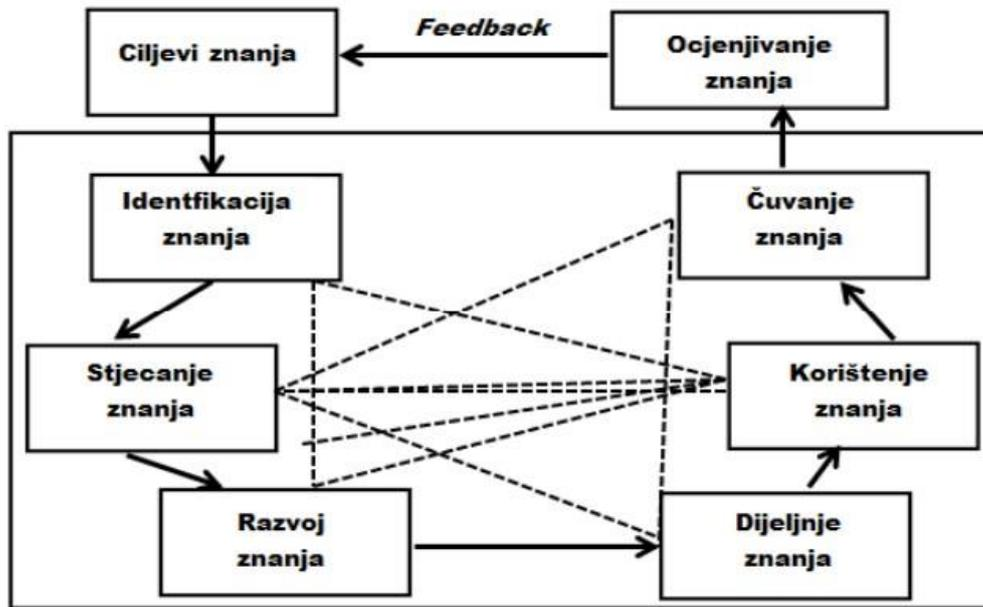 Ciljevi znanja
Feedback
Ocjenjivanje
znanja
Identfikacija
znanja
Čuvanje
znanja
Stjecanje
znanja
Korištenje
znanja
Razvoj
znanja
Dijeljnje
znanja